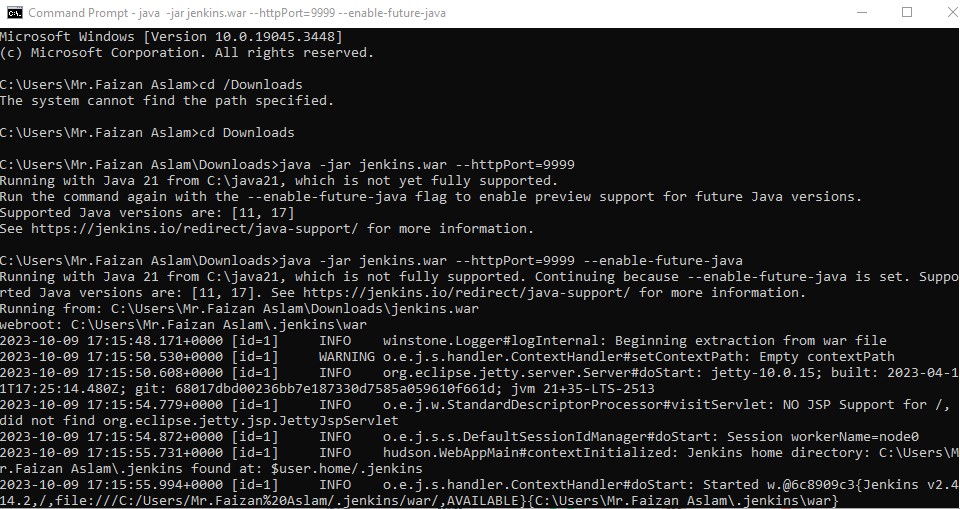 Command Prompt - java  -jar jenkins.war --httpPort=9999 --enable-future-java
Microsoft Windows [Version 10.0.19045.3448]
(c) Microsoft Corporation. All rights reserved.
C:\Users\Mr.Faizan Aslam>cd /Downloads
The system cannot find the path specified.
C:\Users\Mr.Faizan Aslam>cd Downloads
C:\Users\Mr.Faizan Aslam\Downloads>java -jar jenkins.war --httpPort=9999
Running with Java 21 from C:\java21, which is not yet fully supported.
Run the command again with the --enable-future-java flag to enable preview support for future Java versions.
Supported Java versions are: [11, 17]
See https://jenkins.io/redirect/java-support/ for more information.
C:\Users\Mr.Faizan Aslam\Downloads>java -jar jenkins.war --httpPort=9999 --enable-future-java
Running with Java 21 from C:\java21, which is not fully supported. Continuing because --enable-future-java is set. Suppo
rted Java versions are: [11, 17]. See https://jenkins.io/redirect/java-support/ for more information.
Running from: C:\Users\Mr.Faizan Aslam\Downloads\jenkins.war
webroot: C:\Users\Mr.Faizan Aslam\.jenkins\war
2023-10-09 17:15:48.171+0000 [id=1]     INFO    winstone.Logger#logInternal: Beginning extraction from war file
2023-10-09 17:15:50.530+0000 [id=1]     WARNING o.e.j.s.handler.ContextHandler#setContextPath: Empty contextPath
2023-10-09 17:15:50.608+0000 [id=1]     INFO    org.eclipse.jetty.server.Server#doStart: jetty-10.0.15; built: 2023-04-1
1T17:25:14.480Z; git: 68017dbd00236bb7e187330d7585a059610f661d; jvm 21+35-LTS-2513
2023-10-09 17:15:54.779+0000 [id=1]     INFO    o.e.j.w.StandardDescriptorProcessor#visitServlet: NO JSP Support for /,
did not find org.eclipse.jetty.jsp.JettyJspServlet
2023-10-09 17:15:54.872+0000 [id=1]     INFO    o.e.j.s.s.DefaultSessionIdManager#doStart: Session workerName=node0
2023-10-09 17:15:55.731+0000 [id=1]     INFO    hudson.WebAppMain#contextInitialized: Jenkins home directory: C:\Users\M
r.Faizan Aslam\.jenkins found at: $user.home/.jenkins
2023-10-09 17:15:55.994+0000 [id=1]     INFO    o.e.j.s.handler.ContextHandler#doStart: Started w.@6c8909c3{Jenkins v2.4
14.2,/,file:///C:/Users/Mr.Faizan%20Aslam/.jenkins/war/,AVAILABLE}{C:\Users\Mr.Faizan Aslam\.jenkins\war}